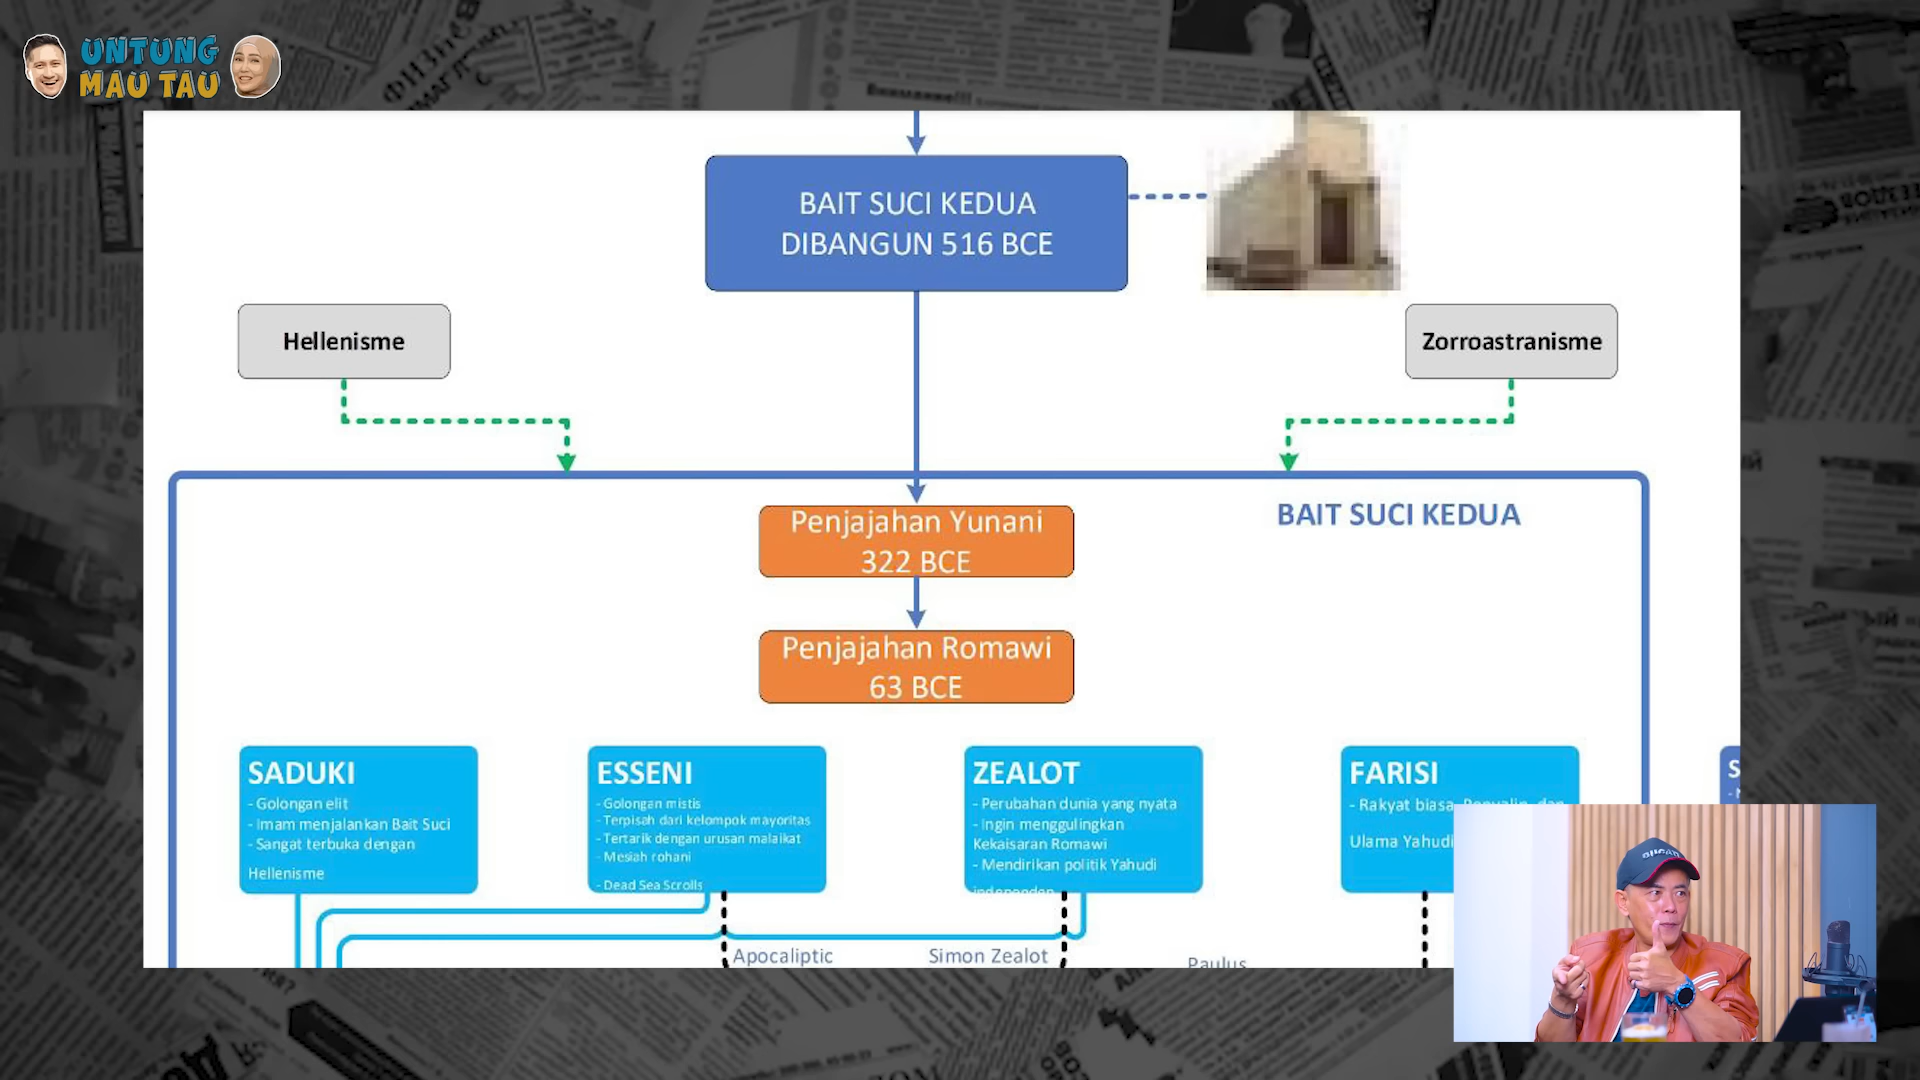 UNTUNG
MAU TAU
BAIT SUCI KEDUA
DIBANGUN 516 BCE
Hellenisme
Zorroastranisme
BAIT SUCI KEDUA
Penjajahan Yunani
322 BCE
Penjajahan Romawi
63 BCE
SADUKI
- Golongan elit
- Imam menjalankan Bait Suci
- Sangat terbuka dengan
Hellenisme
ESSENI
- Golongan mistis
- Terpisah dari kelompok mayoritas
- Tertarik dengan urusan malaikat
- Mesiah rohani
- Dead Sea Scrolls
ZEALOT
- Perubahan dunia yang nyata
- Ingin menggulingkan
Kekaisaran Romawi
- Mendirikan politik Yahudi
independen
FARISI
- Rakyat biasa, Penyalin, dan
Ulama Yahudi
S
Apocaliptic
Simon Zealot
Paulus